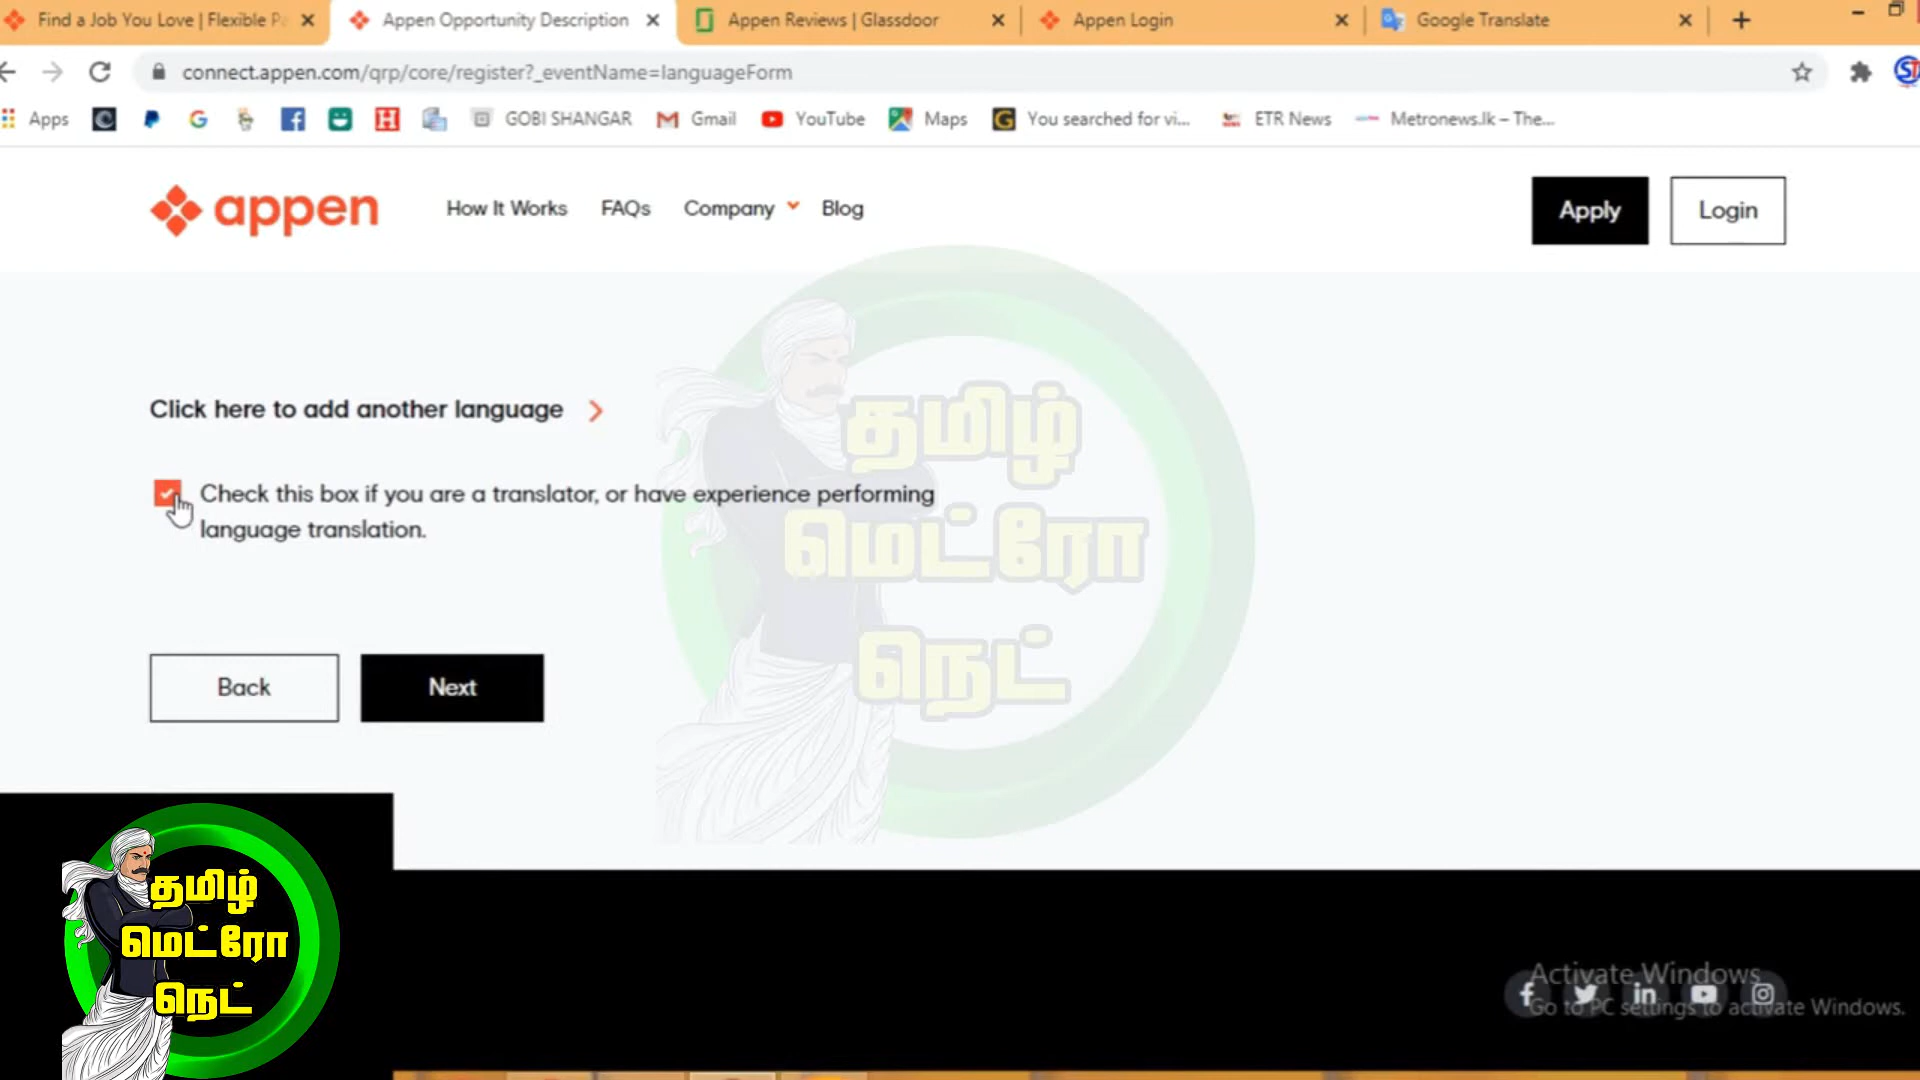 Find a Job You Love | Flexible Pa
Appen Opportunity Description
Appen Reviews | Glassdoor
Appen Login
Google Translate
connect.appen.com/qrp/core/register?_eventName=languageForm
Apps
GOBI SHANGAR
Gmail
YouTube
Maps
You searched for vi...
ETR News
Metronews.lk – The...
appen
How It Works
FAQs
Company
Blog
Apply
Login
Click here to add another language
Check this box if you are a translator, or have experience performing
language translation.
Back
Next
தமிழ்
மெட்ரோ
நெட்
தமிழ்
மெட்ரோ
நெட்
Activate Windows
Go to PC settings to activate Windows.